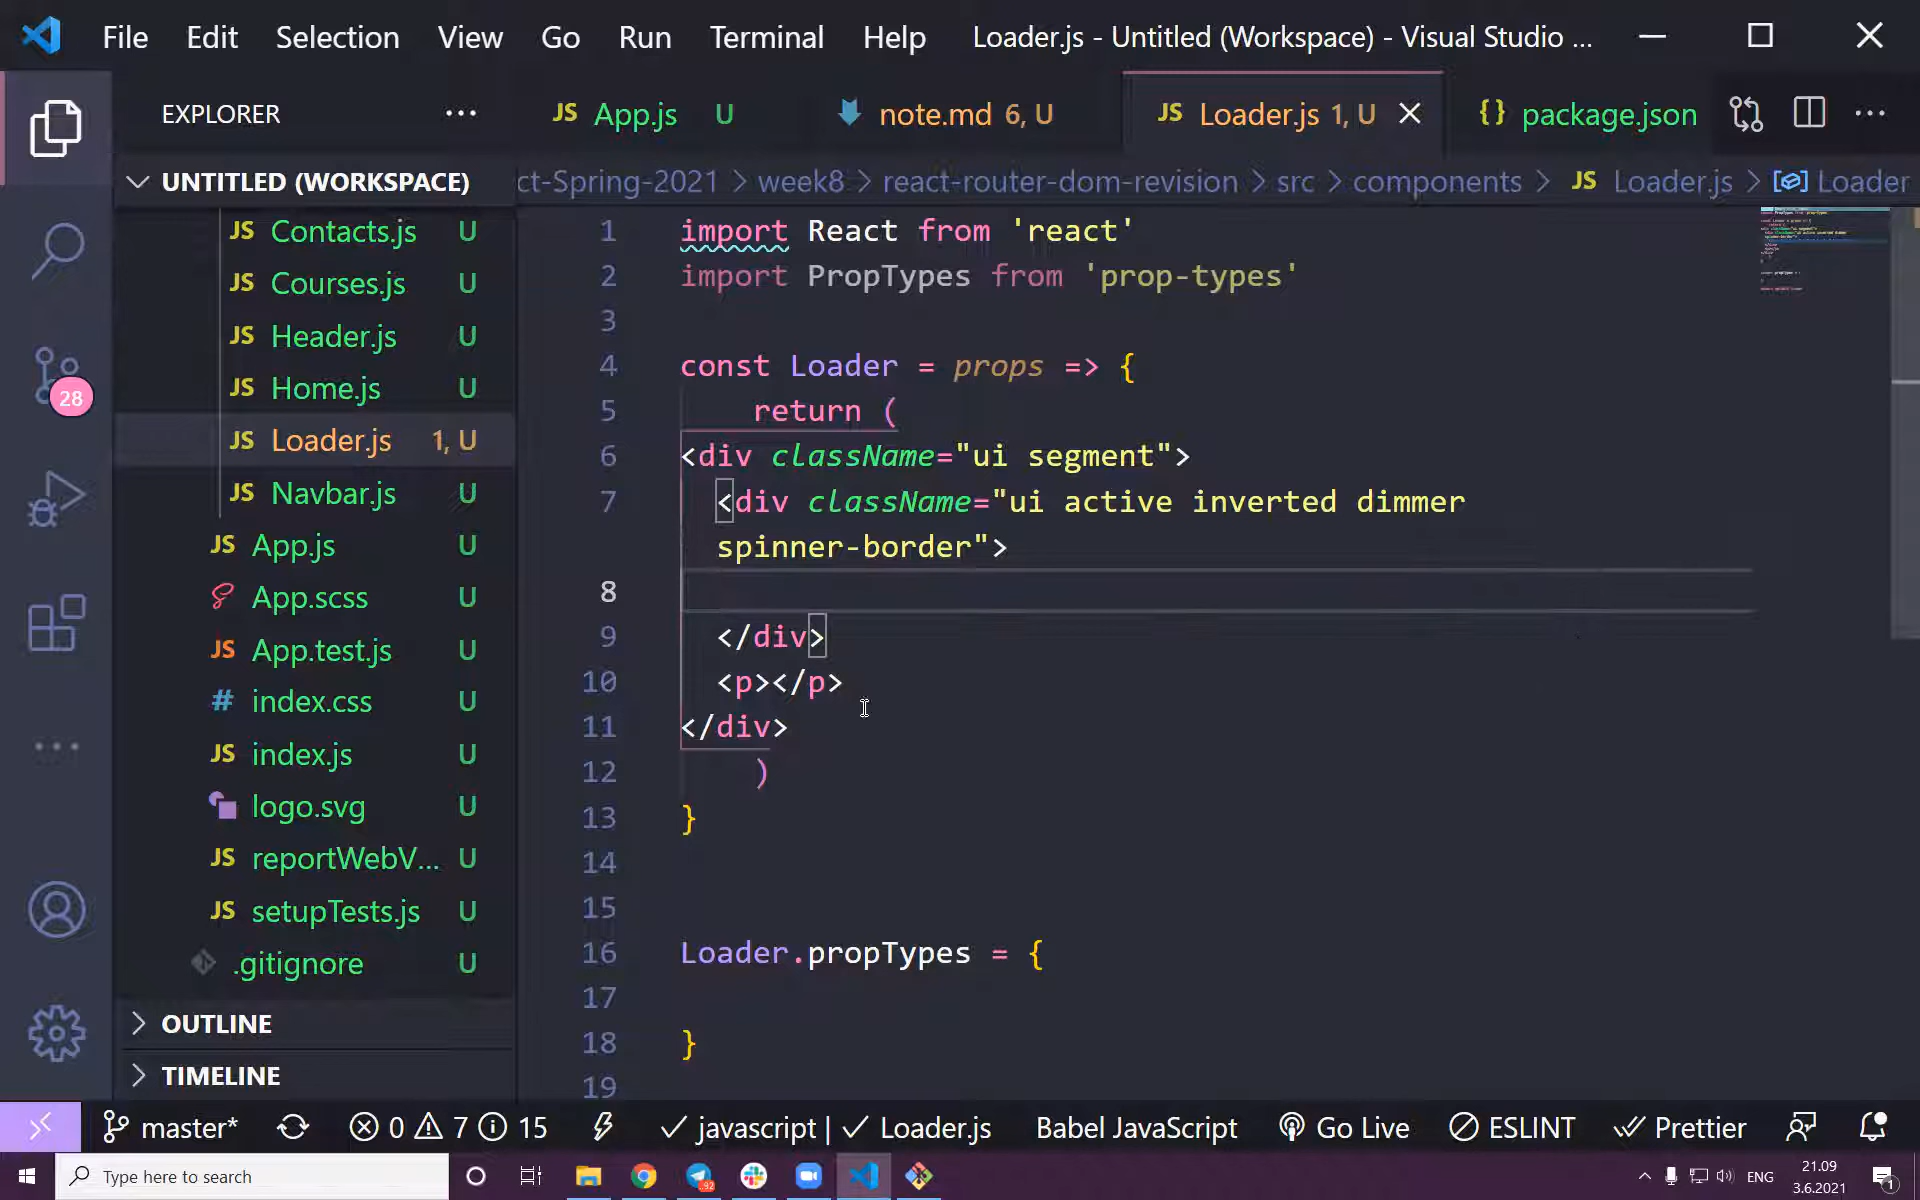 File Edit Selection View Go Run Terminal Help Loader.js - Untitled (Workspace) - Visual Studio ...
EXPLORER ...
JS App.js U note.md 6, U JS Loader.js 1, U {} package.json
UNTITLED (WORKSPACE)
ct-Spring-2021 > week8 > react-router-dom-revision > src > components > JS Loader.js > Loader
JS Contacts.js U
JS Courses.js U
JS Header.js U
JS Home.js U
JS Loader.js 1, U
JS Navbar.js U
JS App.js U
App.scss U
JS App.test.js U
# index.css U
JS index.js U
logo.svg U
JS reportWebV... U
JS setupTests.js U
.gitignore U
OUTLINE
TIMELINE
28
1 import React from 'react'
2 import PropTypes from 'prop-types'
3
4 const Loader = props => {
5 return (
6 <div className="ui segment">
7 <div className="ui active inverted dimmer
spinner-border">
8
9 </div>
10 <p></p>
11 </div>
12 )
13 }
14
15
16 Loader.propTypes = {
17
18 }
19
master* 0 7 15 javascript | Loader.js Babel JavaScript Go Live ESLINT Prettier
Type here to search
92
ENG
21.09
3.6.2021
1